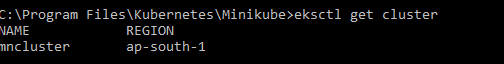 C:\Program Files\Kubernetes\Minikube>eksctl get cluster
NAME            REGION
mncluster       ap-south-1